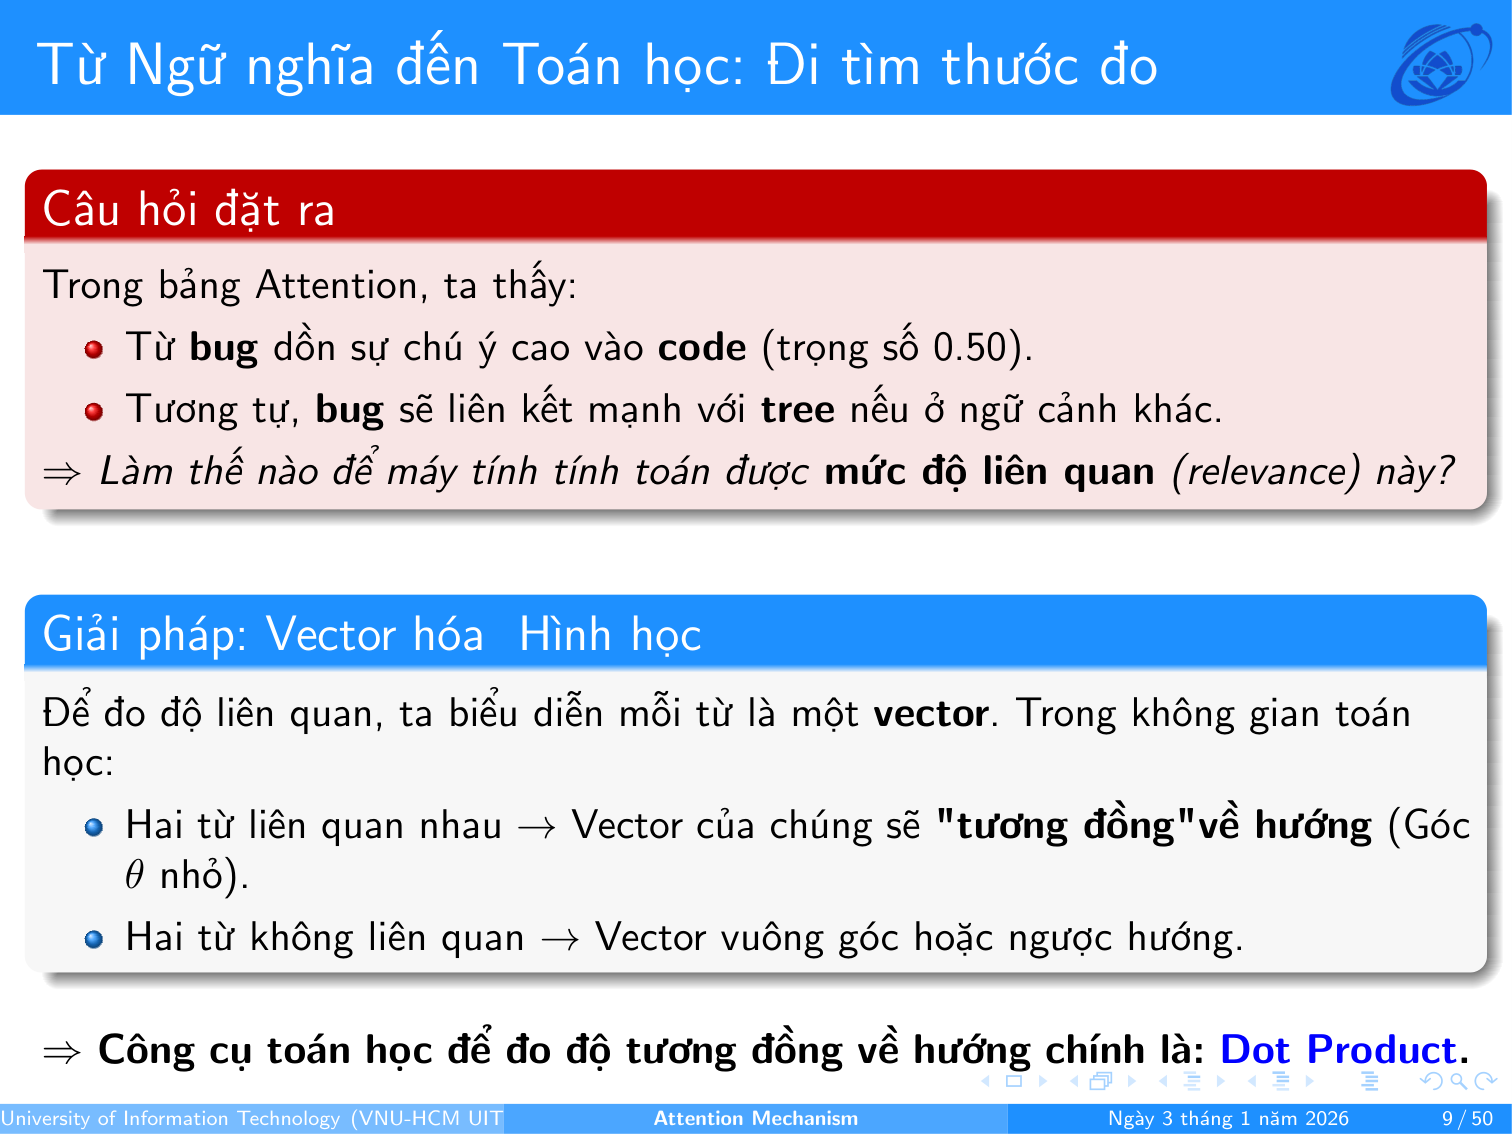 Từ Ngữ nghĩa đến Toán học: Đi tìm thước đo
Câu hỏi đặt ra
Trong bảng Attention, ta thấy:
Từ bug dồn sự chú ý cao vào code (trọng số 0.50).
Tương tự, bug sẽ liên kết mạnh với tree nếu ở ngữ cảnh khác.
⇒ Làm thế nào để máy tính tính toán được mức độ liên quan (relevance) này?
Giải pháp: Vector hóa  Hình học
Để đo độ liên quan, ta biểu diễn mỗi từ là một vector. Trong không gian toán
học:
Hai từ liên quan nhau → Vector của chúng sẽ "tương đồng"về hướng (Góc
θ nhỏ).
Hai từ không liên quan → Vector vuông góc hoặc ngược hướng.
⇒ Công cụ toán học để đo độ tương đồng về hướng chính là: Dot Product.
University of Information Technology (VNU-HCM UIT Attention Mechanism Ngày 3 tháng 1 năm 2026 9 / 50